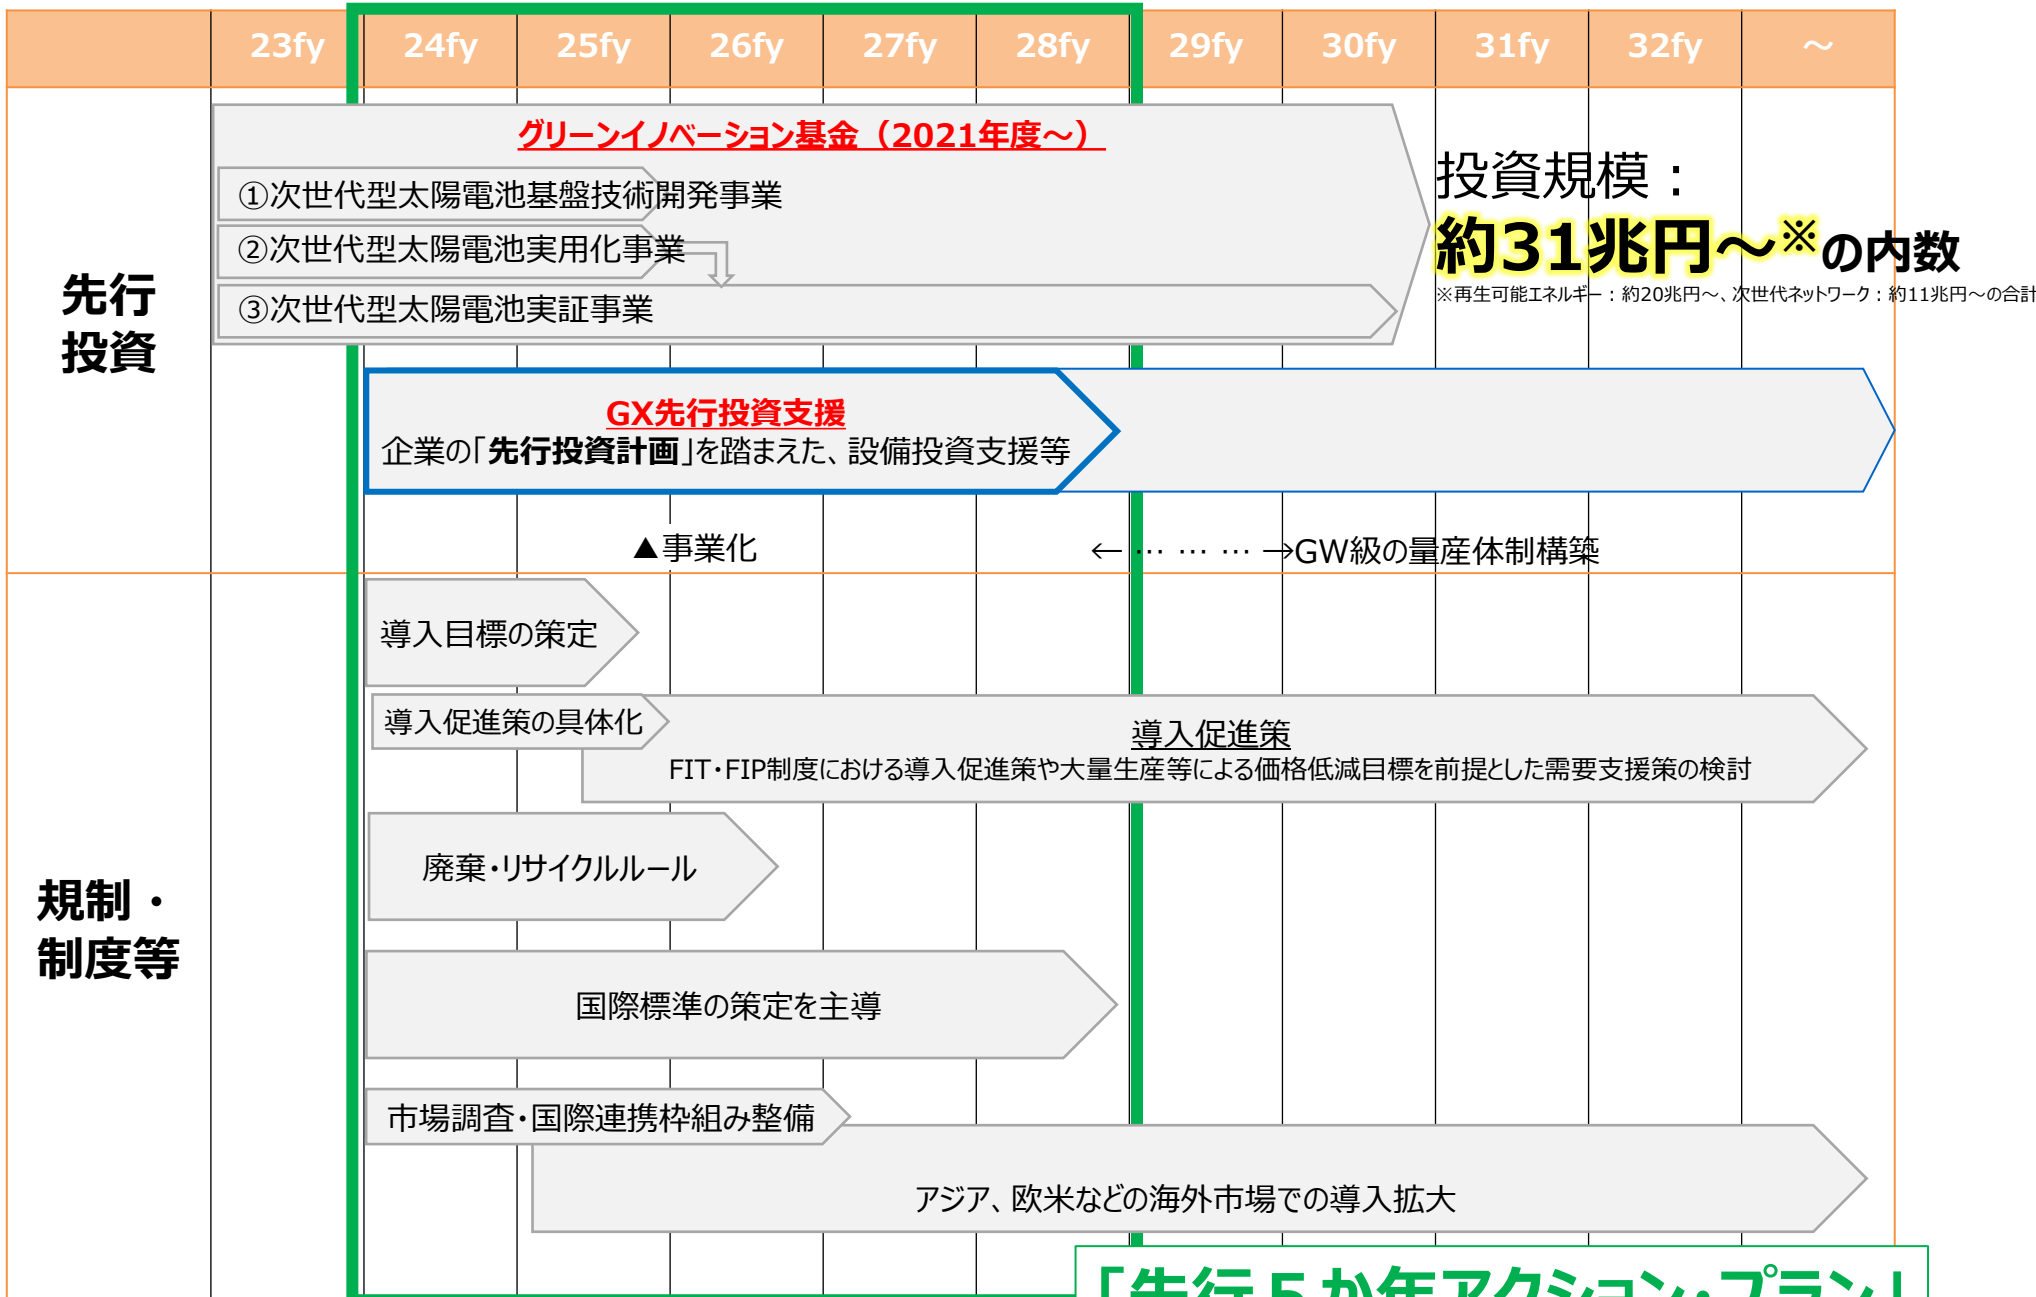 23fy 24fy 25fy 26fy 27fy 28fy 29fy 30fy 31fy 32fy ～
先行
投資
グリーンイノベーション基金（2021年度～）
①次世代型太陽電池基盤技術開発事業
②次世代型太陽電池実用化事業
③次世代型太陽電池実証事業
投資規模：
約31兆円～※の内数
※再生可能エネルギー：約20兆円～、次世代ネットワーク：約11兆円～の合計
GX先行投資支援
企業の「先行投資計画」を踏まえた、設備投資支援等
▲事業化
← … … … →GW級の量産体制構築
規制・
制度等
導入目標の策定
導入促進策の具体化
導入促進策
FIT・FIP制度における導入促進策や大量生産等による価格低減目標を前提とした需要支援策の検討
廃棄・リサイクルルール
国際標準の策定を主導
市場調査・国際連携枠組み整備
アジア、欧米などの海外市場での導入拡大
「先行５か年アクション・プラン」